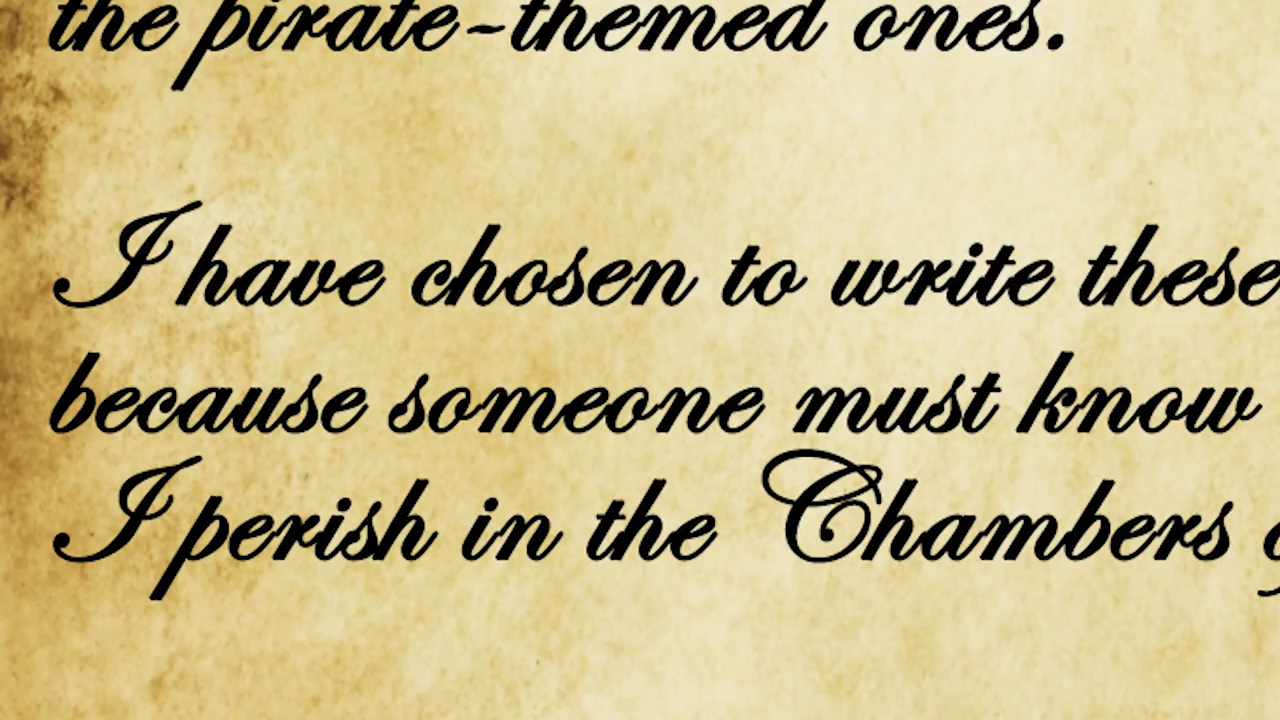 the pirate-themed ones.
I have chosen to write these
because someone must know
I perish in the Chambers